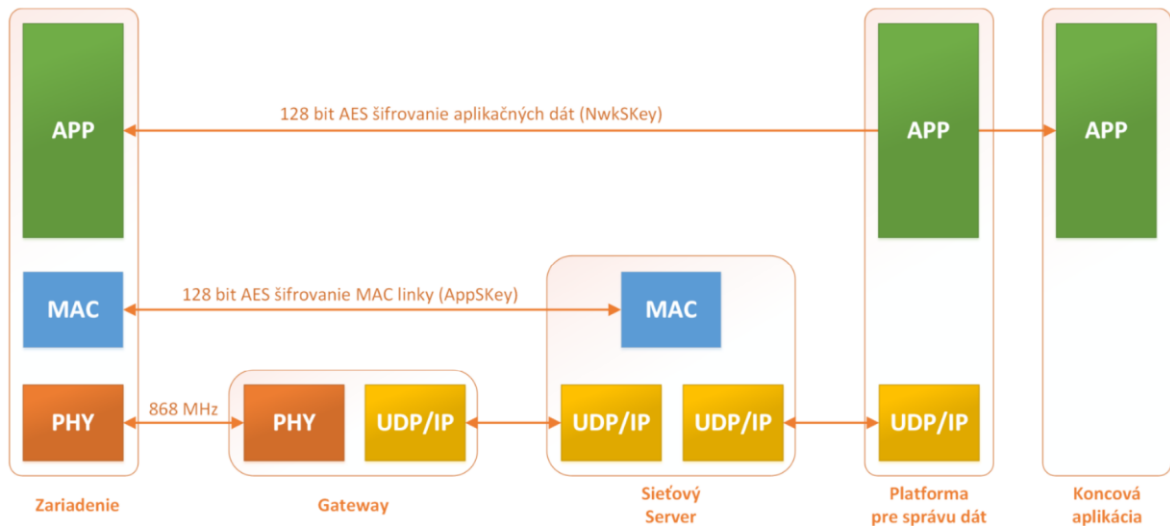 128 bit AES šifrovanie aplikačných dát (NwkSKey)
APP
APP
APP
128 bit AES šifrovanie MAC linky (AppSKey)
MAC
MAC
868 MHz
PHY
PHY
UDP/IP
UDP/IP
UDP/IP
UDP/IP
Zariadenie
Gateway
Sieťový
Server
Platforma
pre správu dát
Koncová
aplikácia